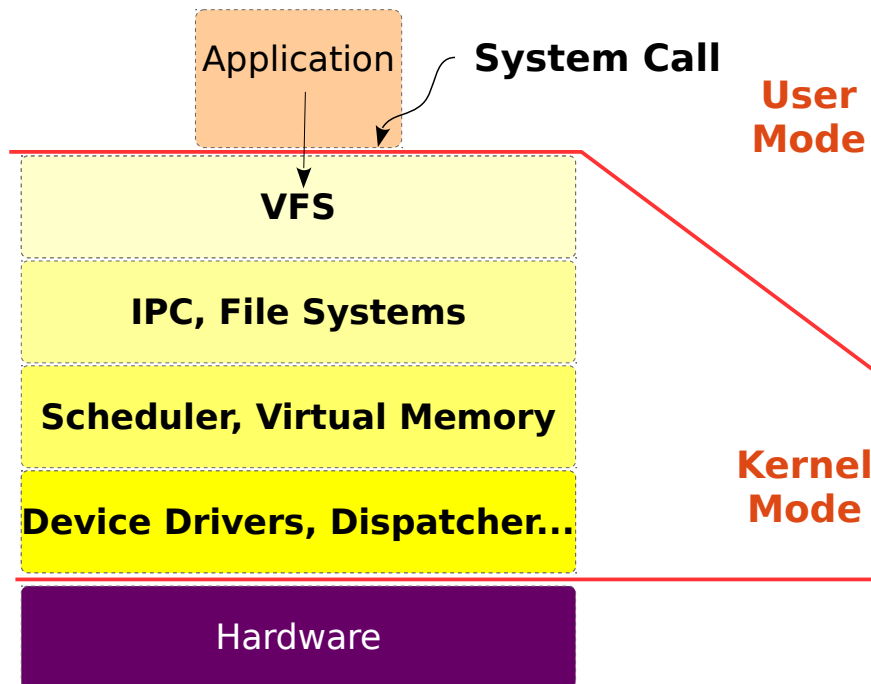 Application
System Call
User
Mode
VFS
IPC, File Systems
Scheduler, Virtual Memory
Kernel
Mode
Device Drivers, Dispatcher...
Hardware